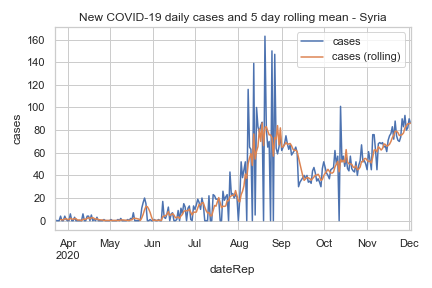 New COVID-19 daily cases and 5 day rolling mean - Syria
cases
cases (rolling)
160
140
120
100
80
60
40
20
0
cases
Apr
2020
May
Jun
Jul
Aug
Sep
Oct
Nov
Dec
dateRep